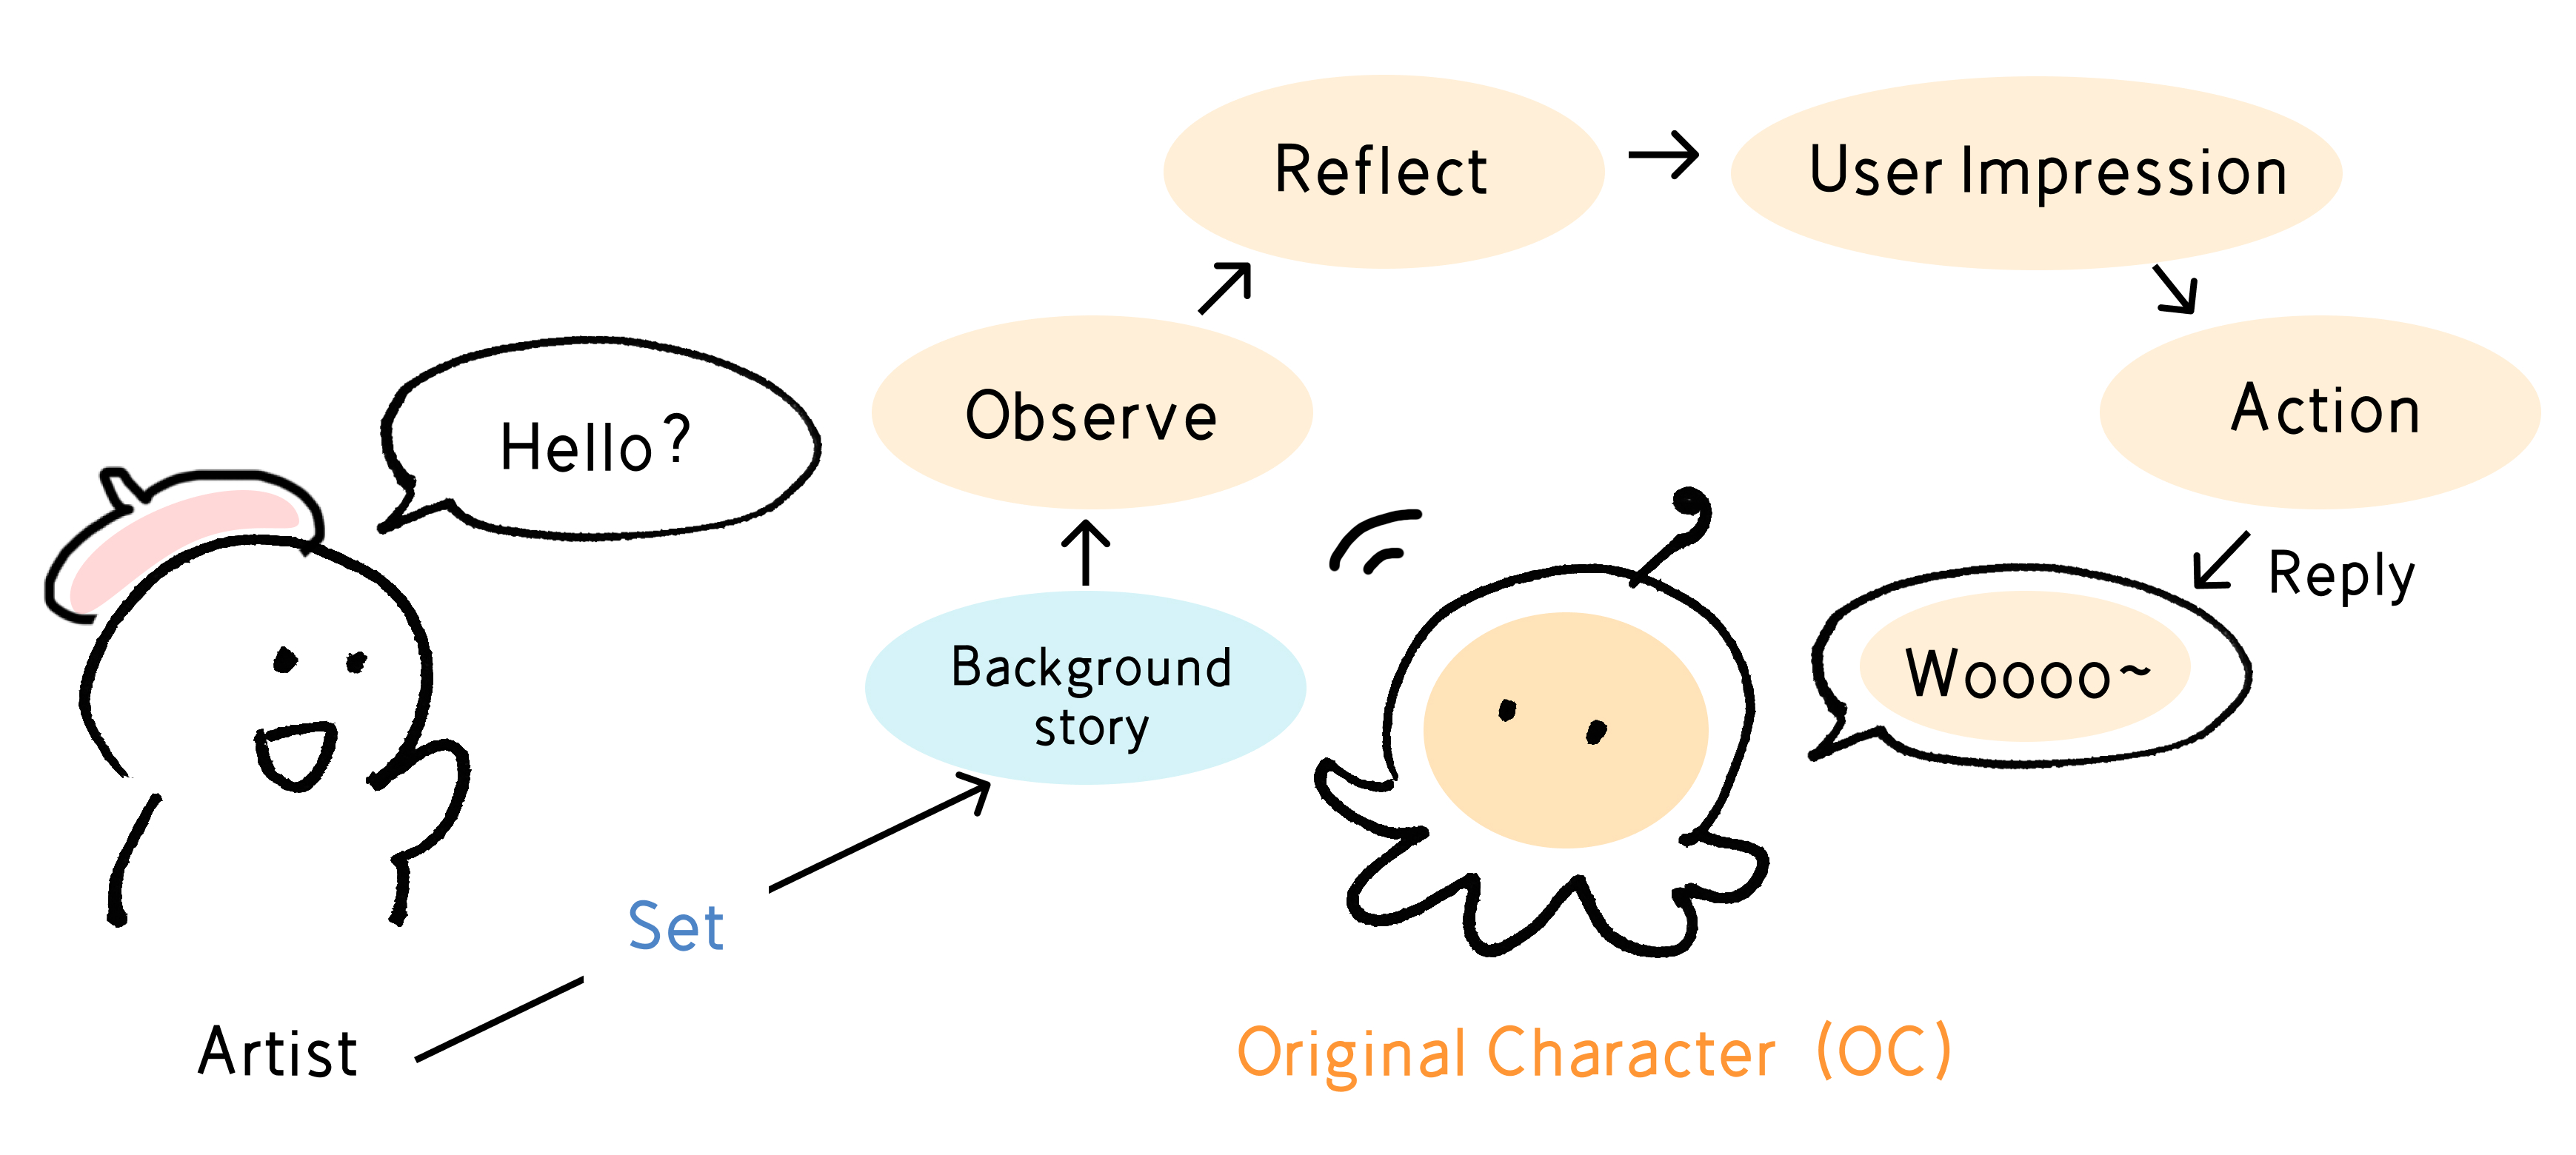 Reflect
User Impression
Observe
Action
Hello?
Reply
Background
story
Woooo~
Set
Artist
Original Character (OC)